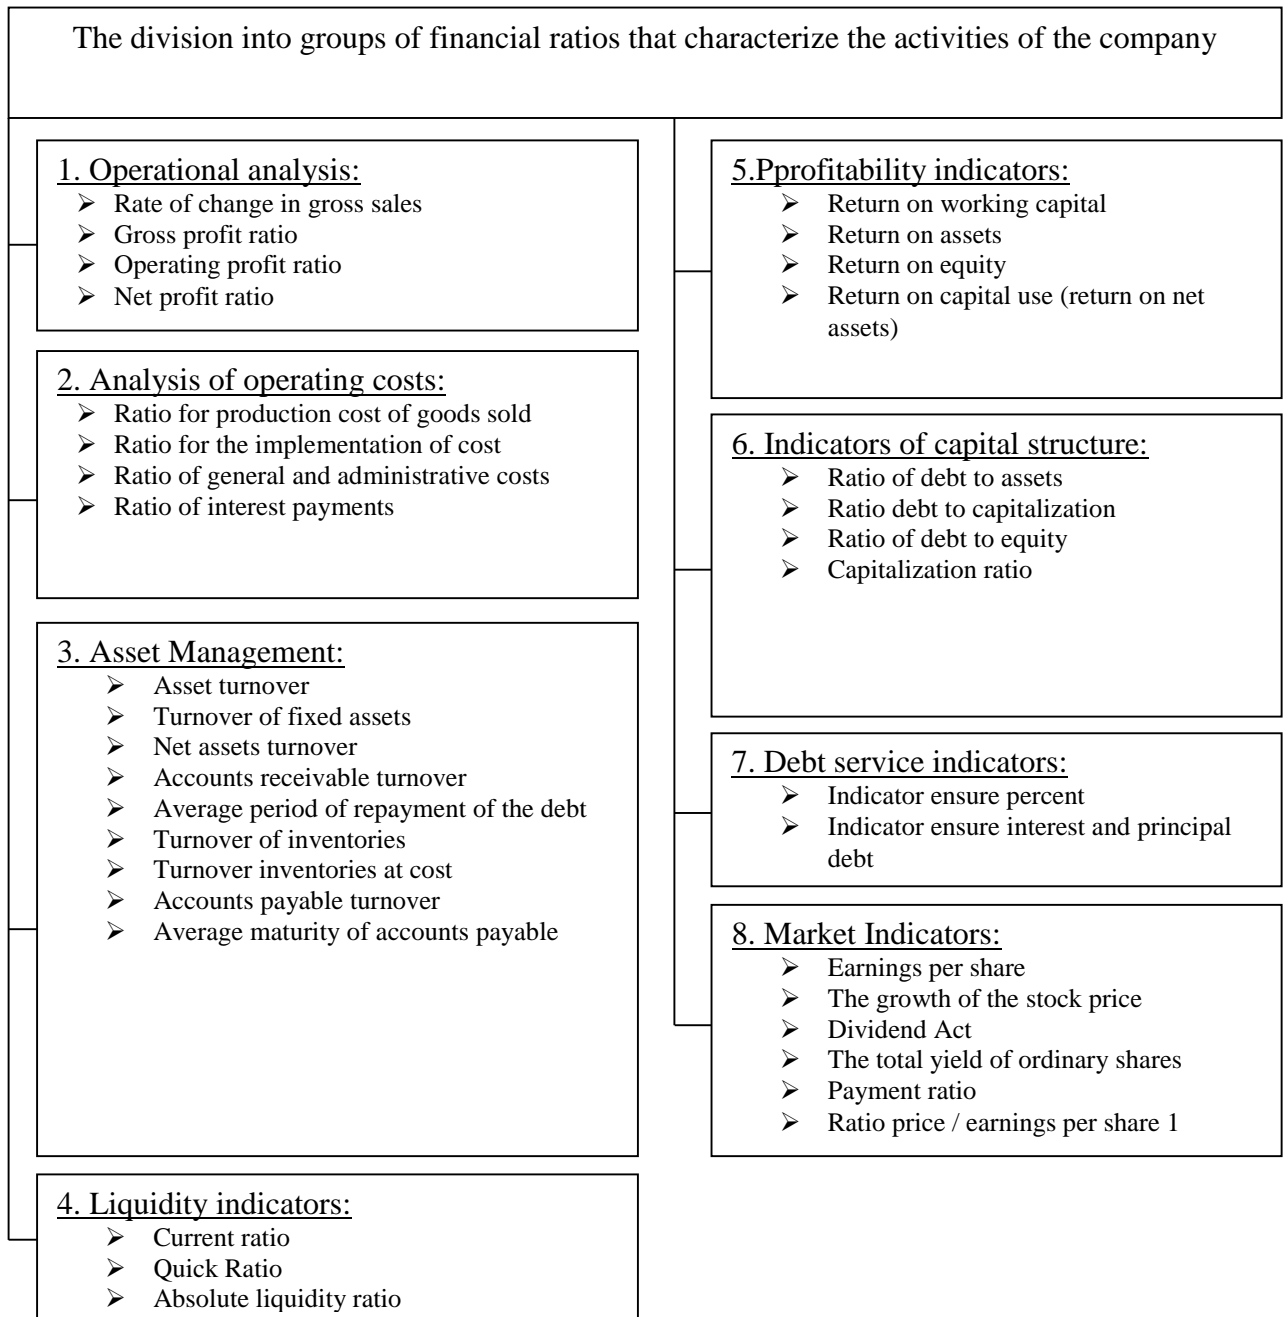 The division into groups of financial ratios that characterize the activities of the company
1. Operational analysis:
➢ Rate of change in gross sales
➢ Gross profit ratio
➢ Operating profit ratio
➢ Net profit ratio
2. Analysis of operating costs:
➢ Ratio for production cost of goods sold
➢ Ratio for the implementation of cost
➢ Ratio of general and administrative costs
➢ Ratio of interest payments
3. Asset Management:
➢ Asset turnover
➢ Turnover of fixed assets
➢ Net assets turnover
➢ Accounts receivable turnover
➢ Average period of repayment of the debt
➢ Turnover of inventories
➢ Turnover inventories at cost
➢ Accounts payable turnover
➢ Average maturity of accounts payable
4. Liquidity indicators:
➢ Current ratio
➢ Quick Ratio
➢ Absolute liquidity ratio
5.Pprofitability indicators:
➢ Return on working capital
➢ Return on assets
➢ Return on equity
➢ Return on capital use (return on net
assets)
6. Indicators of capital structure:
➢ Ratio of debt to assets
➢ Ratio debt to capitalization
➢ Ratio of debt to equity
➢ Capitalization ratio
7. Debt service indicators:
➢ Indicator ensure percent
➢ Indicator ensure interest and principal
debt
8. Market Indicators:
➢ Earnings per share
➢ The growth of the stock price
➢ Dividend Act
➢ The total yield of ordinary shares
➢ Payment ratio
➢ Ratio price / earnings per share 1